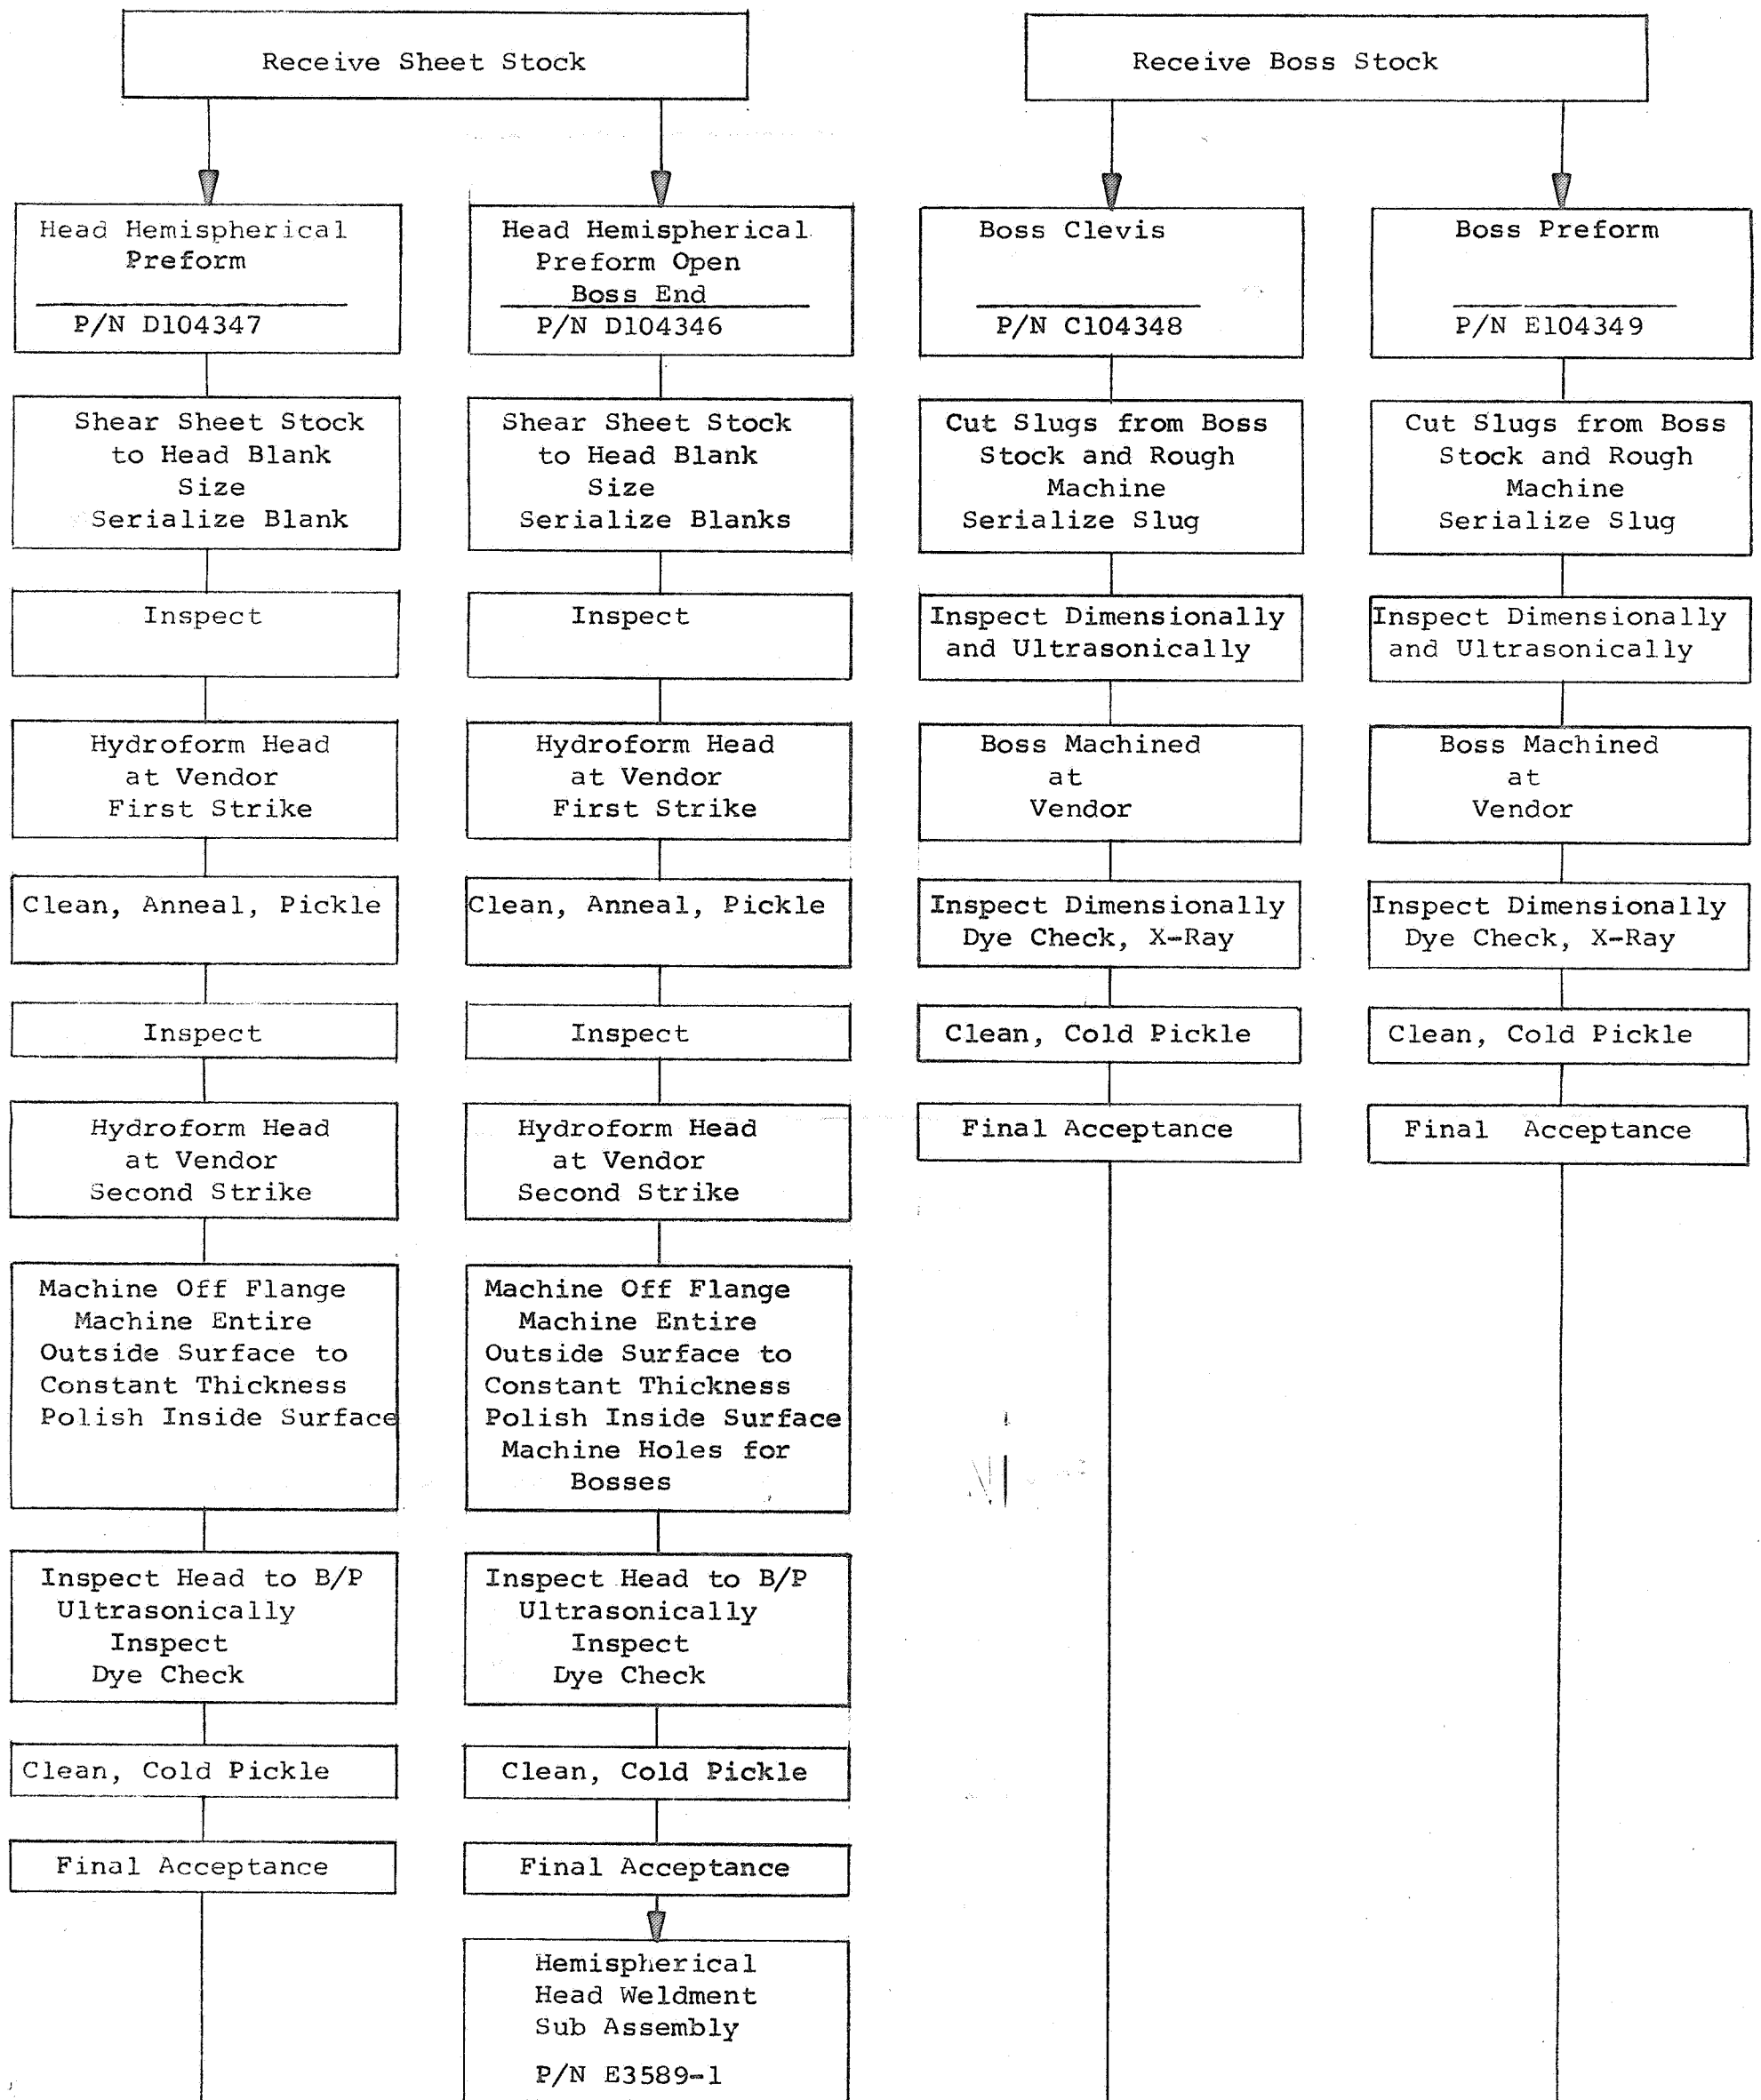 Receive Sheet Stock
Receive Boss Stock
Head Hemispherical
Preform
P/N D104347
Head Hemispherical
Preform Open
Boss End
P/N D104346
Boss Clevis
P/N C104348
Boss Preform
P/N E104349
Shear Sheet Stock
to Head Blank
Size
Serialize Blank
Shear Sheet Stock
to Head Blank
Size
Serialize Blanks
Cut Slugs from Boss
Stock and Rough
Machine
Serialize Slug
Cut Slugs from Boss
Stock and Rough
Machine
Serialize Slug
Inspect
Inspect
Inspect Dimensionally
and Ultrasonically
Inspect Dimensionally
and Ultrasonically
Hydroform Head
at Vendor
First Strike
Hydroform Head
at Vendor
First Strike
Boss Machined
at
Vendor
Boss Machined
at
Vendor
Clean, Anneal, Pickle
Clean, Anneal, Pickle
Inspect Dimensionally
Dye Check, X-Ray
Inspect Dimensionally
Dye Check, X-Ray
Inspect
Inspect
Clean, Cold Pickle
Clean, Cold Pickle
Hydroform Head
at Vendor
Second Strike
Hydroform Head
at Vendor
Second Strike
Final Acceptance
Final Acceptance
Machine Off Flange
Machine Entire
Outside Surface to
Constant Thickness
Polish Inside Surface
Machine Off Flange
Machine Entire
Outside Surface to
Constant Thickness
Polish Inside Surface
Machine Holes for
Bosses
Inspect Head to B/P
Ultrasonically
Inspect
Dye Check
Inspect Head to B/P
Ultrasonically
Inspect
Dye Check
Clean, Cold Pickle
Clean, Cold Pickle
Final Acceptance
Final Acceptance
Hemispherical
Head Weldment
Sub Assembly
P/N E3589-1